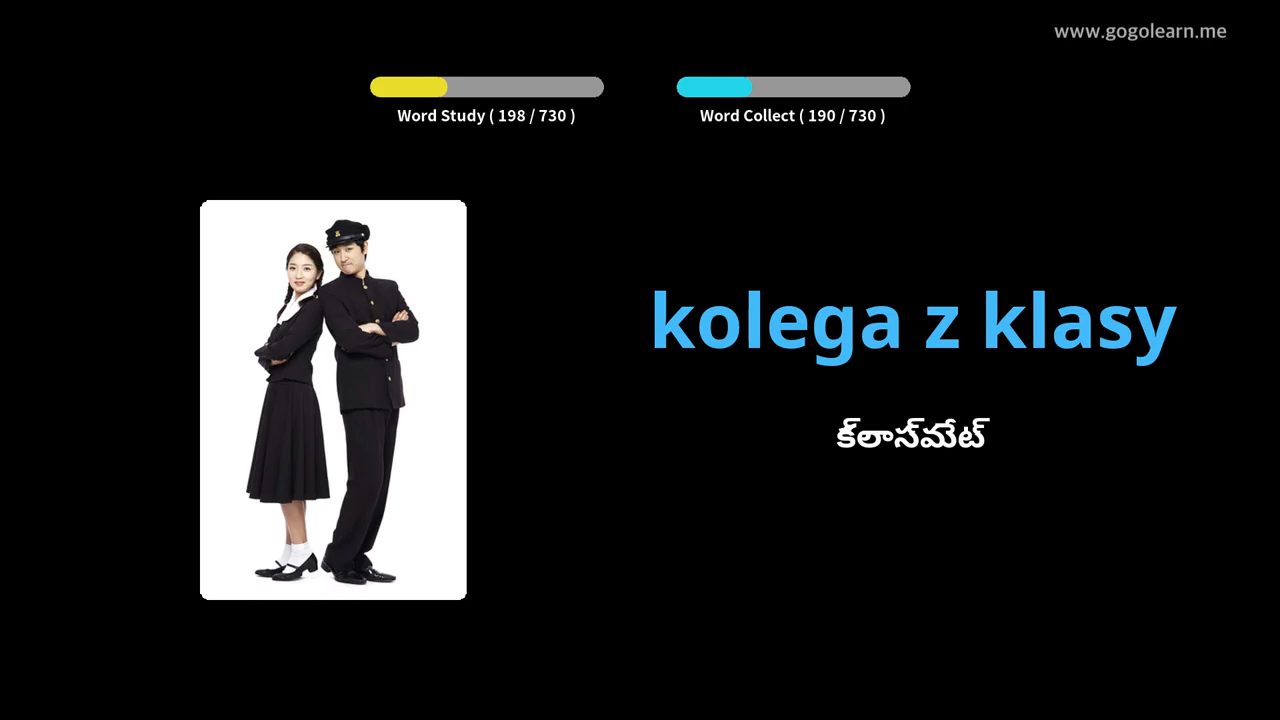 www.gogolearn.me
Word Study ( 198 / 730 )
Word Collect ( 190 / 730 )
kolega z klasy
క్‌లాస్‌మేట్